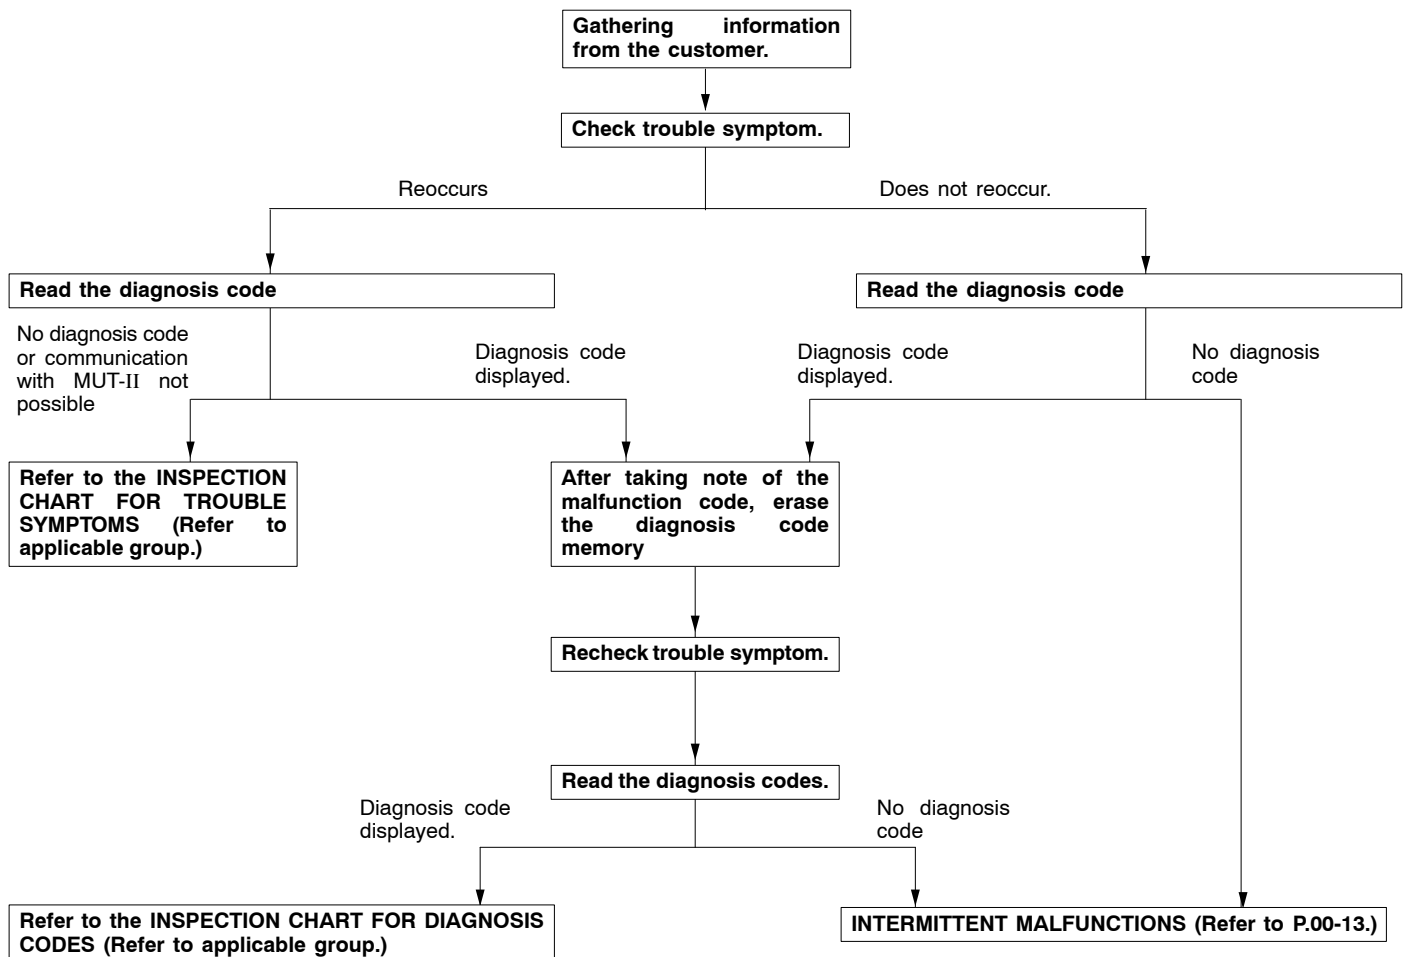 Gathering information
from the customer.
Check trouble symptom.
Reoccurs
Does not reoccur.
Read the diagnosis code
Read the diagnosis code
No diagnosis code
or communication
with MUT-II not
possible
Diagnosis code
displayed.
Diagnosis code
displayed.
No diagnosis
code
Refer to the INSPECTION
CHART FOR TROUBLE
SYMPTOMS (Refer to
applicable group.)
After taking note of the
malfunction code, erase
the diagnosis code
memory
Recheck trouble symptom.
Read the diagnosis codes.
Diagnosis code
displayed.
No diagnosis
code
Refer to the INSPECTION CHART FOR DIAGNOSIS
CODES (Refer to applicable group.)
INTERMITTENT MALFUNCTIONS (Refer to P.00-13.)